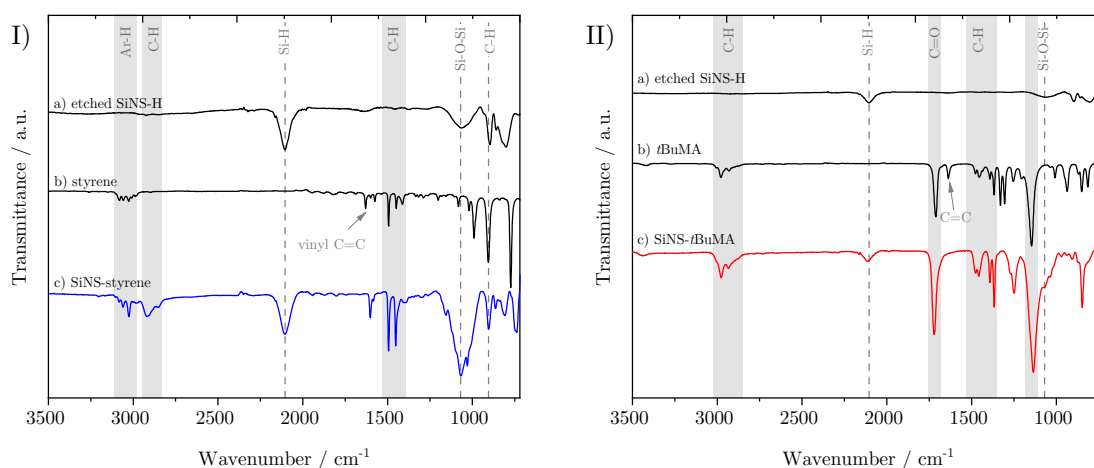 I)
Ar-H
C-H
Si-H
C-H
Si-O-Si
C-H
a) etched SiNS-H
b) styrene
vinyl C=C
c) SiNS-styrene
Transmittance / a.u.
3500
3000
2500
2000
1500
1000
Wavenumber / cm⁻¹
II)
C-H
Si-H
C=O
C-H
Si-O-Si
a) etched SiNS-H
b) tBuMA
C=C
c) SiNS-tBuMA
Transmittance / a.u.
3500
3000
2500
2000
1500
1000
Wavenumber / cm⁻¹